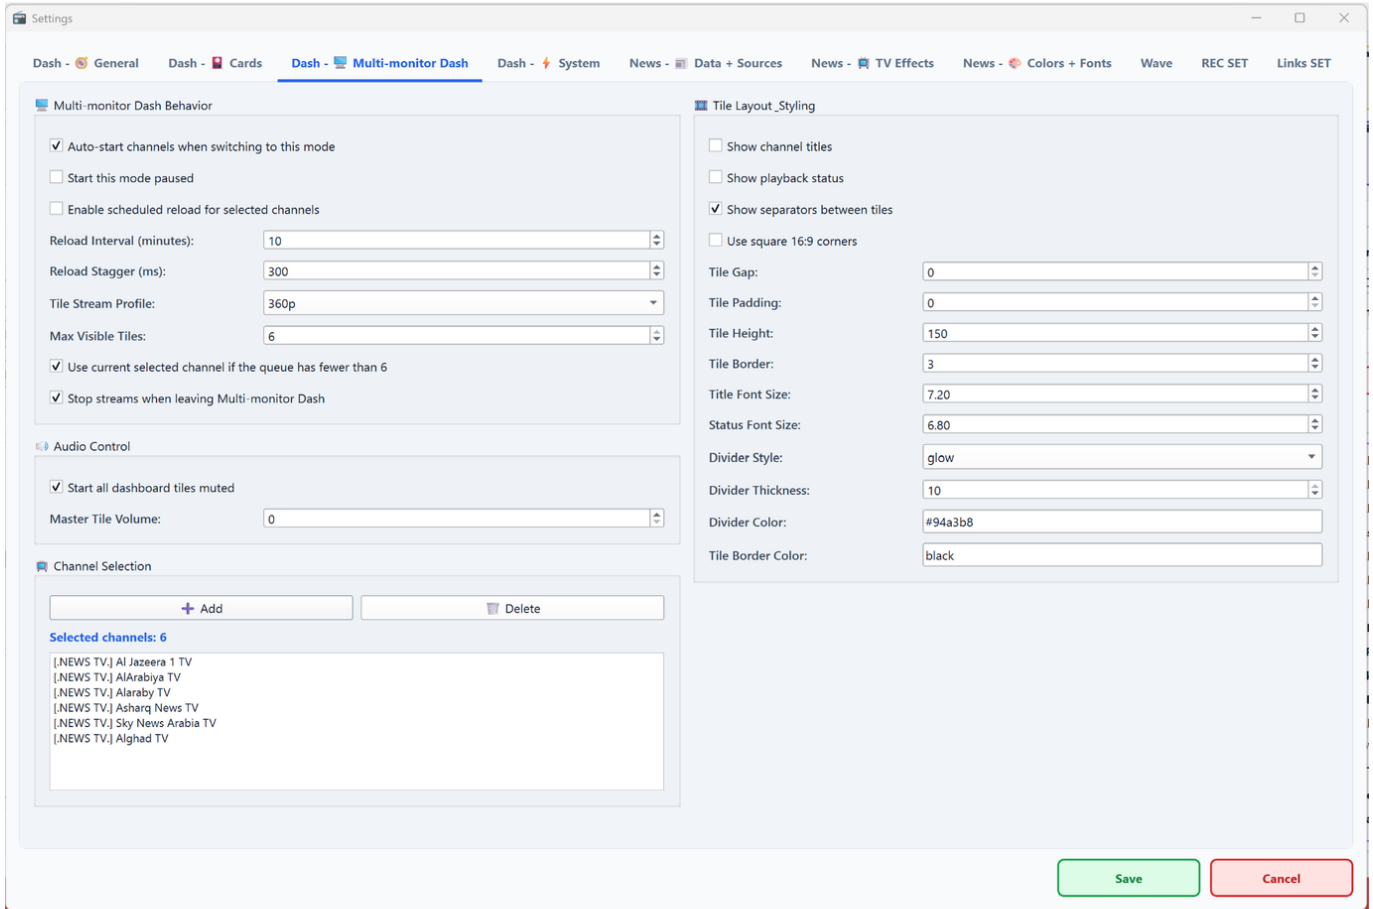 Settings
Dash - General
Dash - Cards
Dash - Multi-monitor Dash
Dash - System
News - Data + Sources
News - TV Effects
News - Colors + Fonts
Wave
REC SET
Links SET
Multi-monitor Dash Behavior
Auto-start channels when switching to this mode
Start this mode paused
Enable scheduled reload for selected channels
Reload Interval (minutes): 10
Reload Stagger (ms): 300
Tile Stream Profile: 360p
Max Visible Tiles: 6
Use current selected channel if the queue has fewer than 6
Stop streams when leaving Multi-monitor Dash
Audio Control
Start all dashboard tiles muted
Master Tile Volume: 0
Channel Selection
Add
Delete
Selected channels: 6
[.NEWS TV.] Al Jazeera 1 TV
[.NEWS TV.] AlArabiya TV
[.NEWS TV.] Alaraby TV
[.NEWS TV.] Asharq News TV
[.NEWS TV.] Sky News Arabia TV
[.NEWS TV.] Alghad TV
Tile Layout _Styling
Show channel titles
Show playback status
Show separators between tiles
Use square 16:9 corners
Tile Gap: 0
Tile Padding: 0
Tile Height: 150
Tile Border: 3
Title Font Size: 7.20
Status Font Size: 6.80
Divider Style: glow
Divider Thickness: 10
Divider Color: #94a3b8
Tile Border Color: black
Save
Cancel